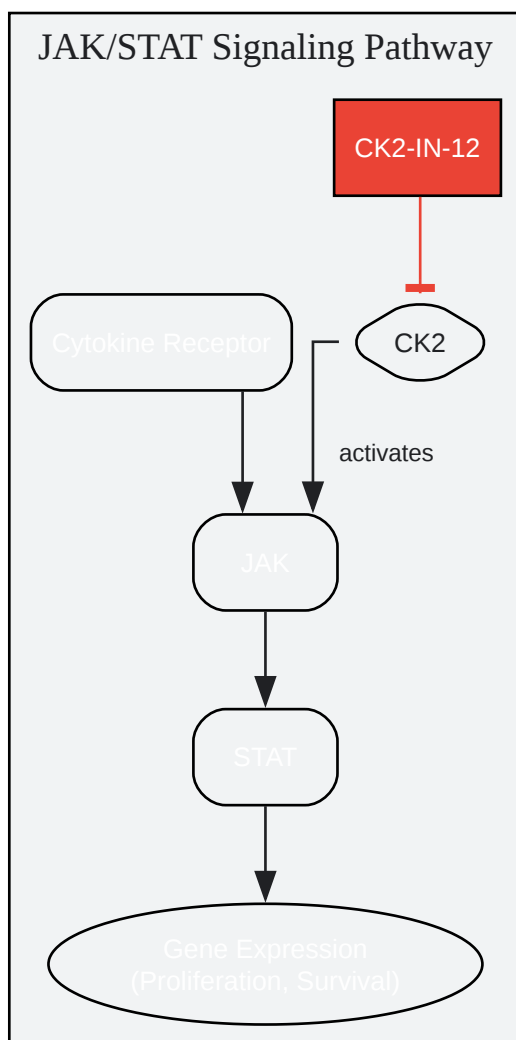 JAK/STAT Signaling Pathway
CK2-IN-12
Cytokine Receptor
CK2
activates
JAK
STAT
Gene Expression
(Proliferation, Survival)